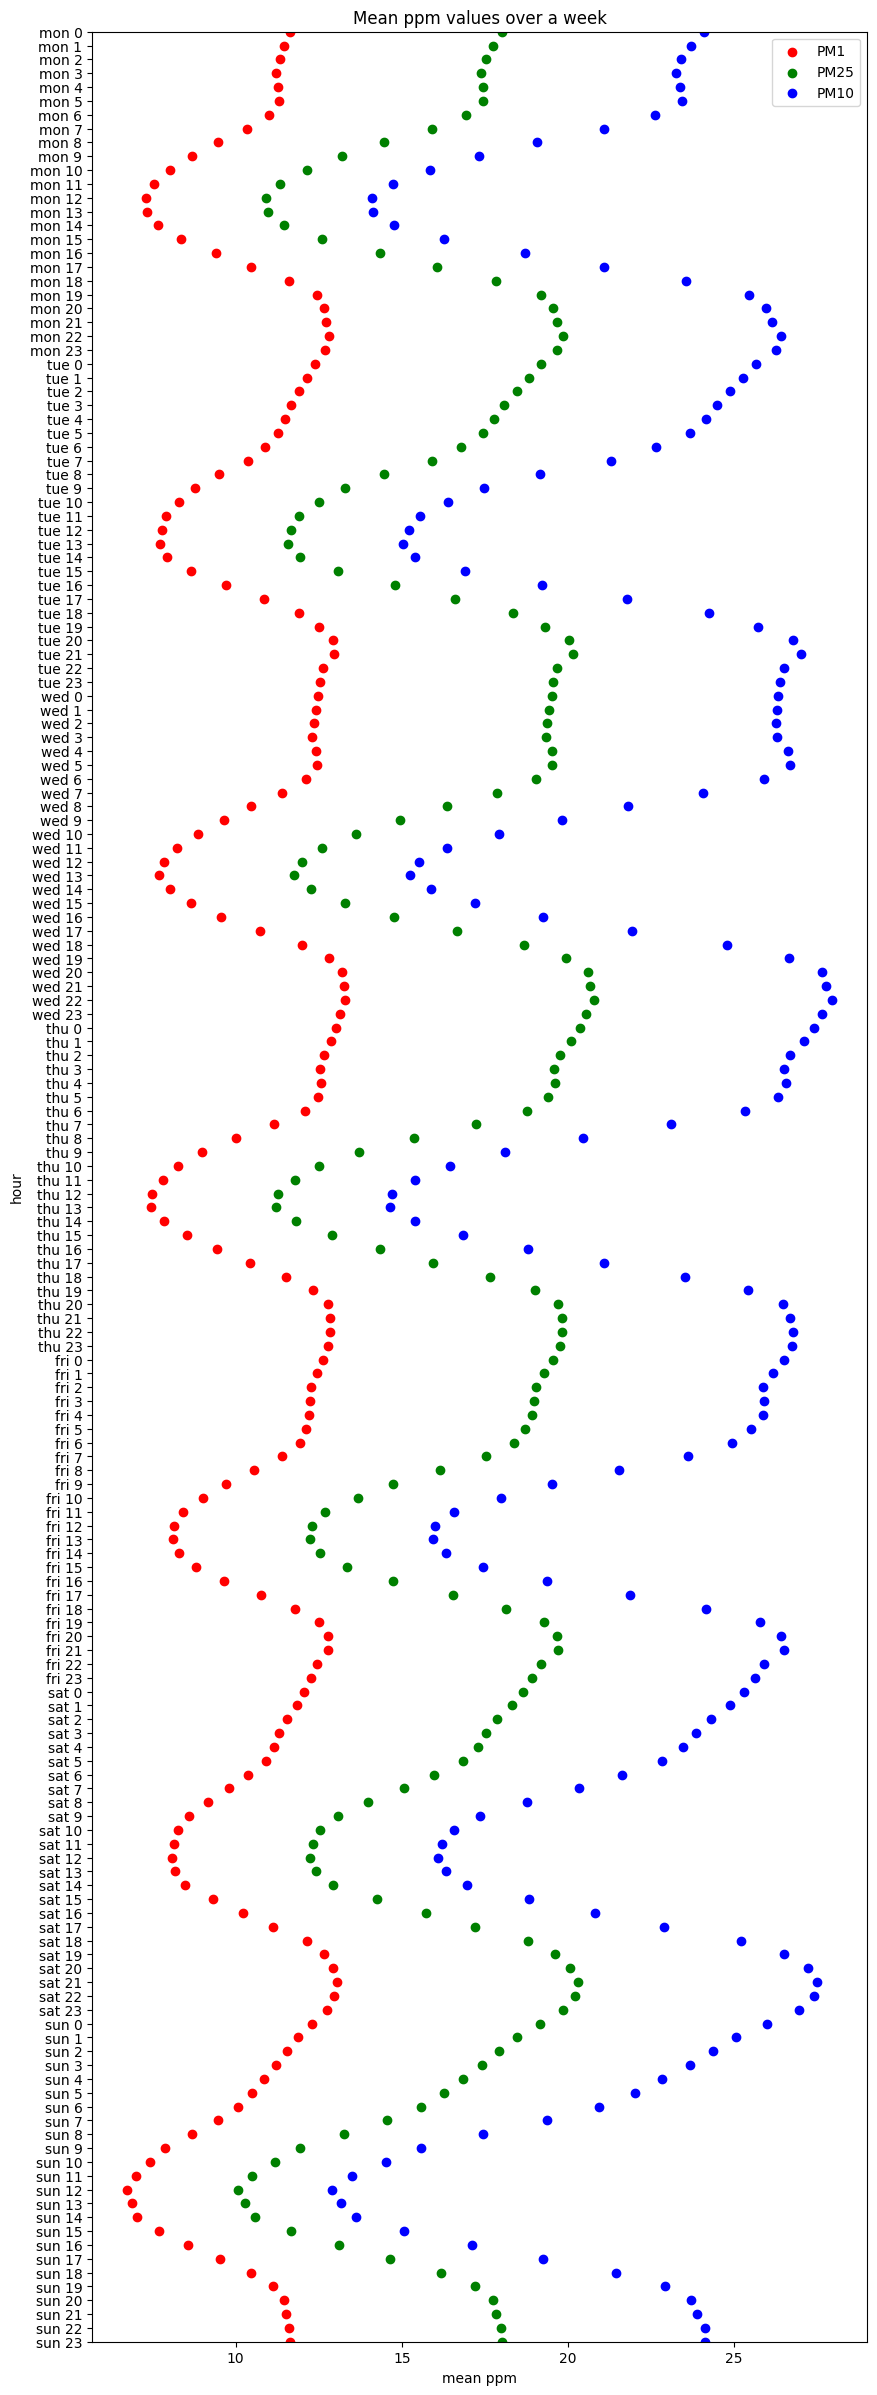 Mean ppm values over a week
PM1
PM25
PM10
mon 0
mon 1
mon 2
mon 3
mon 4
mon 5
mon 6
mon 7
mon 8
mon 9
mon 10
mon 11
mon 12
mon 13
mon 14
mon 15
mon 16
mon 17
mon 18
mon 19
mon 20
mon 21
mon 22
mon 23
tue 0
tue 1
tue 2
tue 3
tue 4
tue 5
tue 6
tue 7
tue 8
tue 9
tue 10
tue 11
tue 12
tue 13
tue 14
tue 15
tue 16
tue 17
tue 18
tue 19
tue 20
tue 21
tue 22
tue 23
wed 0
wed 1
wed 2
wed 3
wed 4
wed 5
wed 6
wed 7
wed 8
wed 9
wed 10
wed 11
wed 12
wed 13
wed 14
wed 15
wed 16
wed 17
wed 18
wed 19
wed 20
wed 21
wed 22
wed 23
thu 0
thu 1
thu 2
thu 3
thu 4
thu 5
thu 6
thu 7
thu 8
thu 9
thu 10
thu 11
thu 12
thu 13
thu 14
thu 15
thu 16
thu 17
thu 18
thu 19
thu 20
thu 21
thu 22
thu 23
fri 0
fri 1
fri 2
fri 3
fri 4
fri 5
fri 6
fri 7
fri 8
fri 9
fri 10
fri 11
fri 12
fri 13
fri 14
fri 15
fri 16
fri 17
fri 18
fri 19
fri 20
fri 21
fri 22
fri 23
sat 0
sat 1
sat 2
sat 3
sat 4
sat 5
sat 6
sat 7
sat 8
sat 9
sat 10
sat 11
sat 12
sat 13
sat 14
sat 15
sat 16
sat 17
sat 18
sat 19
sat 20
sat 21
sat 22
sat 23
sun 0
sun 1
sun 2
sun 3
sun 4
sun 5
sun 6
sun 7
sun 8
sun 9
sun 10
sun 11
sun 12
sun 13
sun 14
sun 15
sun 16
sun 17
sun 18
sun 19
sun 20
sun 21
sun 22
sun 23
hour
10 15 20 25
mean ppm